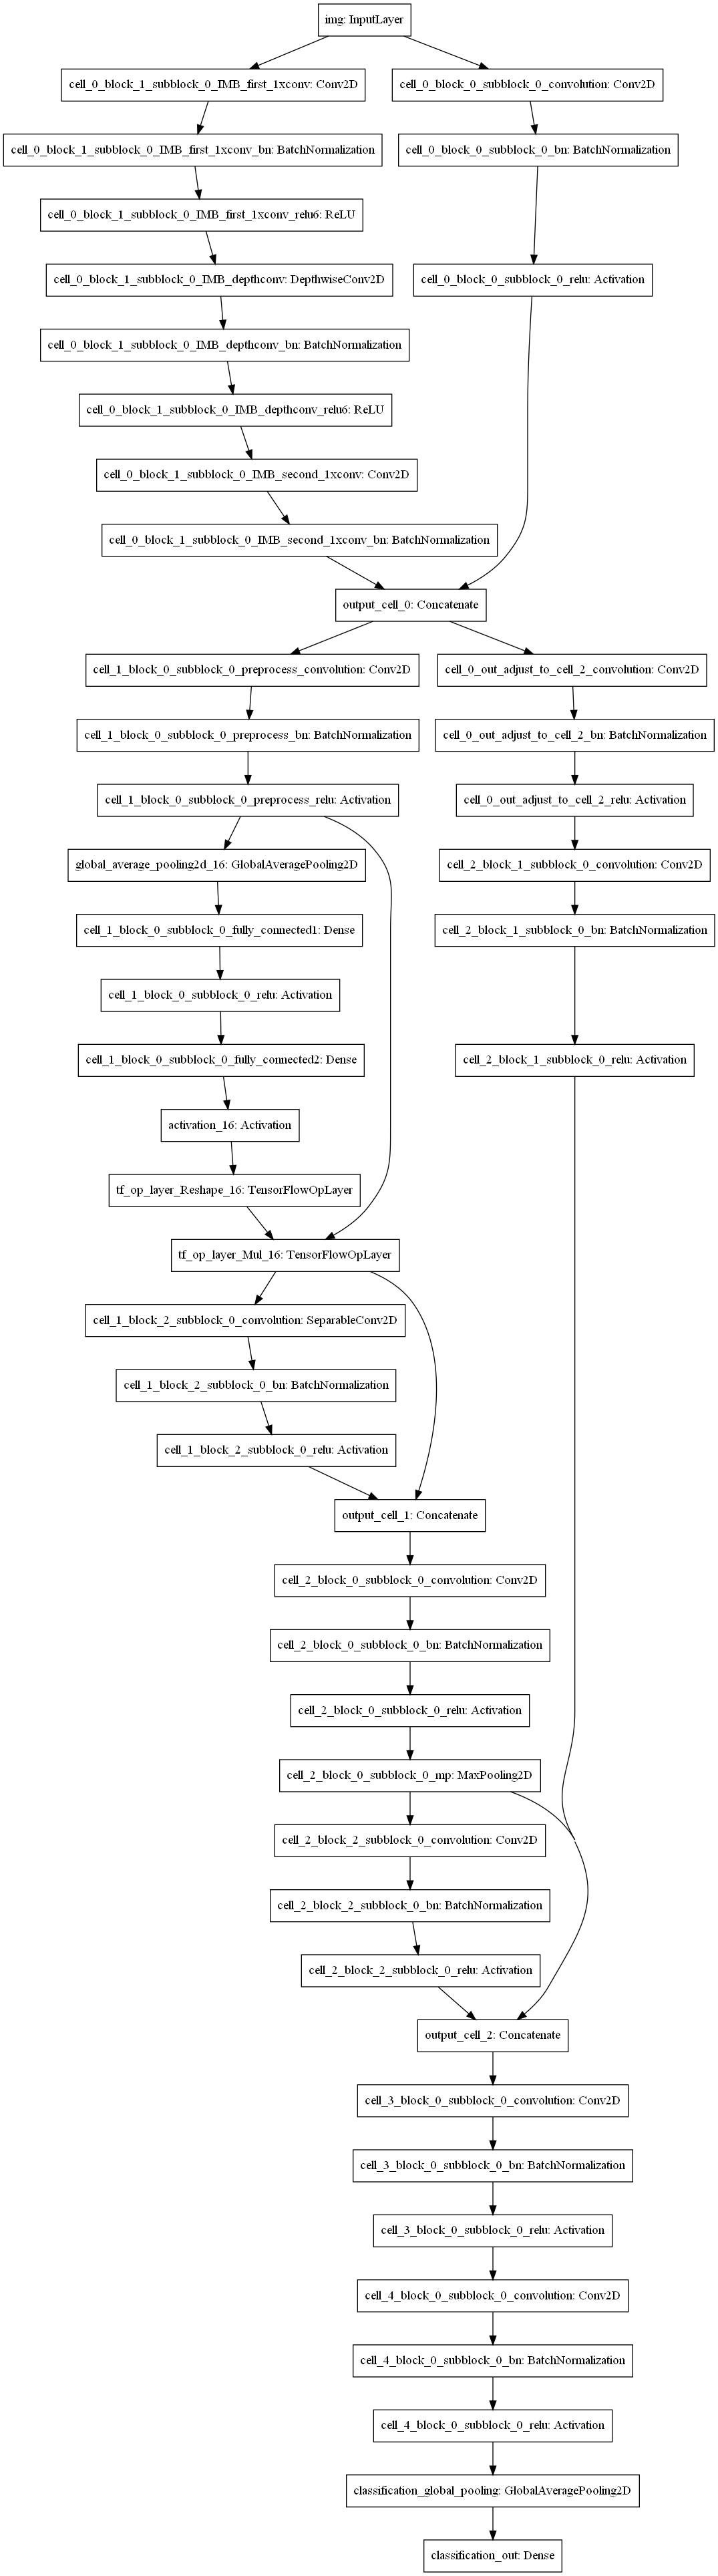 img: InputLayer
cell_0_block_1_subblock_0_IMB_first_1xconv: Conv2D
cell_0_block_0_subblock_0_convolution: Conv2D
cell_0_block_1_subblock_0_IMB_first_1xconv_bn: BatchNormalization
cell_0_block_0_subblock_0_bn: BatchNormalization
cell_0_block_1_subblock_0_IMB_first_1xconv_relu6: ReLU
cell_0_block_1_subblock_0_IMB_depthconv: DepthwiseConv2D
cell_0_block_0_subblock_0_relu: Activation
cell_0_block_1_subblock_0_IMB_depthconv_bn: BatchNormalization
cell_0_block_1_subblock_0_IMB_depthconv_relu6: ReLU
cell_0_block_1_subblock_0_IMB_second_1xconv: Conv2D
cell_0_block_1_subblock_0_IMB_second_1xconv_bn: BatchNormalization
output_cell_0: Concatenate
cell_1_block_0_subblock_0_preprocess_convolution: Conv2D
cell_0_out_adjust_to_cell_2_convolution: Conv2D
cell_1_block_0_subblock_0_preprocess_bn: BatchNormalization
cell_0_out_adjust_to_cell_2_bn: BatchNormalization
cell_1_block_0_subblock_0_preprocess_relu: Activation
cell_0_out_adjust_to_cell_2_relu: Activation
global_average_pooling2d_16: GlobalAveragePooling2D
cell_2_block_1_subblock_0_convolution: Conv2D
cell_1_block_0_subblock_0_fully_connected1: Dense
cell_2_block_1_subblock_0_bn: BatchNormalization
cell_1_block_0_subblock_0_relu: Activation
cell_1_block_0_subblock_0_fully_connected2: Dense
cell_2_block_1_subblock_0_relu: Activation
activation_16: Activation
tf_op_layer_Reshape_16: TensorFlowOpLayer
tf_op_layer_Mul_16: TensorFlowOpLayer
cell_1_block_2_subblock_0_convolution: SeparableConv2D
cell_1_block_2_subblock_0_bn: BatchNormalization
cell_1_block_2_subblock_0_relu: Activation
output_cell_1: Concatenate
cell_2_block_0_subblock_0_convolution: Conv2D
cell_2_block_0_subblock_0_bn: BatchNormalization
cell_2_block_0_subblock_0_relu: Activation
cell_2_block_0_subblock_0_mp: MaxPooling2D
cell_2_block_2_subblock_0_convolution: Conv2D
cell_2_block_2_subblock_0_bn: BatchNormalization
cell_2_block_2_subblock_0_relu: Activation
output_cell_2: Concatenate
cell_3_block_0_subblock_0_convolution: Conv2D
cell_3_block_0_subblock_0_bn: BatchNormalization
cell_3_block_0_subblock_0_relu: Activation
cell_4_block_0_subblock_0_convolution: Conv2D
cell_4_block_0_subblock_0_bn: BatchNormalization
cell_4_block_0_subblock_0_relu: Activation
classification_global_pooling: GlobalAveragePooling2D
classification_out: Dense